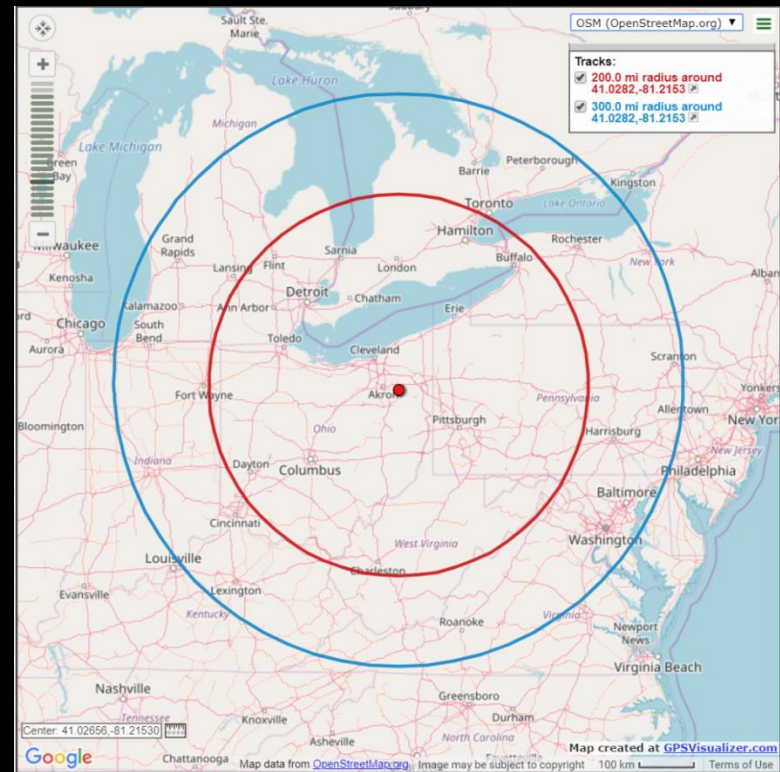 Sault Ste.
Marie
OSM (OpenStreetMap.org) ▼
Tracks:
200.0 mi radius around
41.0282,-81.2153
300.0 mi radius around
41.0282,-81.2153
Lake Huron
Michigan
Lake Michigan
Green
Bay
Peterborough
Barrie
Kingston
Toronto
Lake Ontario
Hamilton
Rochester
Grand
Rapids
Sarnia
Buffalo
New York
Milwaukee
Lansing
Flint
London
Kenosha
Detroit
Chatham
Kalamazoo
Ann Arbor
Erie
Chicago
South
Bend
Toledo
Aurora
Cleveland
Scranton
Fort Wayne
Akron
Pennsylvania
Yonkers
Allentown
New Yor
Bloomington
Ohio
Pittsburgh
Harrisburg
New Jersey
Indiana
Dayton
Columbus
Philadelphia
Baltimore
Cincinnati
Washington
West Virginia
Louisville
Charleston
Lexington
Evansville
Kentucky
Roanoke
Virginia
Newport
News
Virginia Beach
Nashville
Greensboro
Tennessee
Knoxville
Durham
Center: 41.02656,-81.21530
Asheville
North Carolina
Map created at GPSVisualizer.com
Google
Chattanooga
Map data from OpenStreetMap.org
Image may be subject to copyright
100 km
Terms of Use